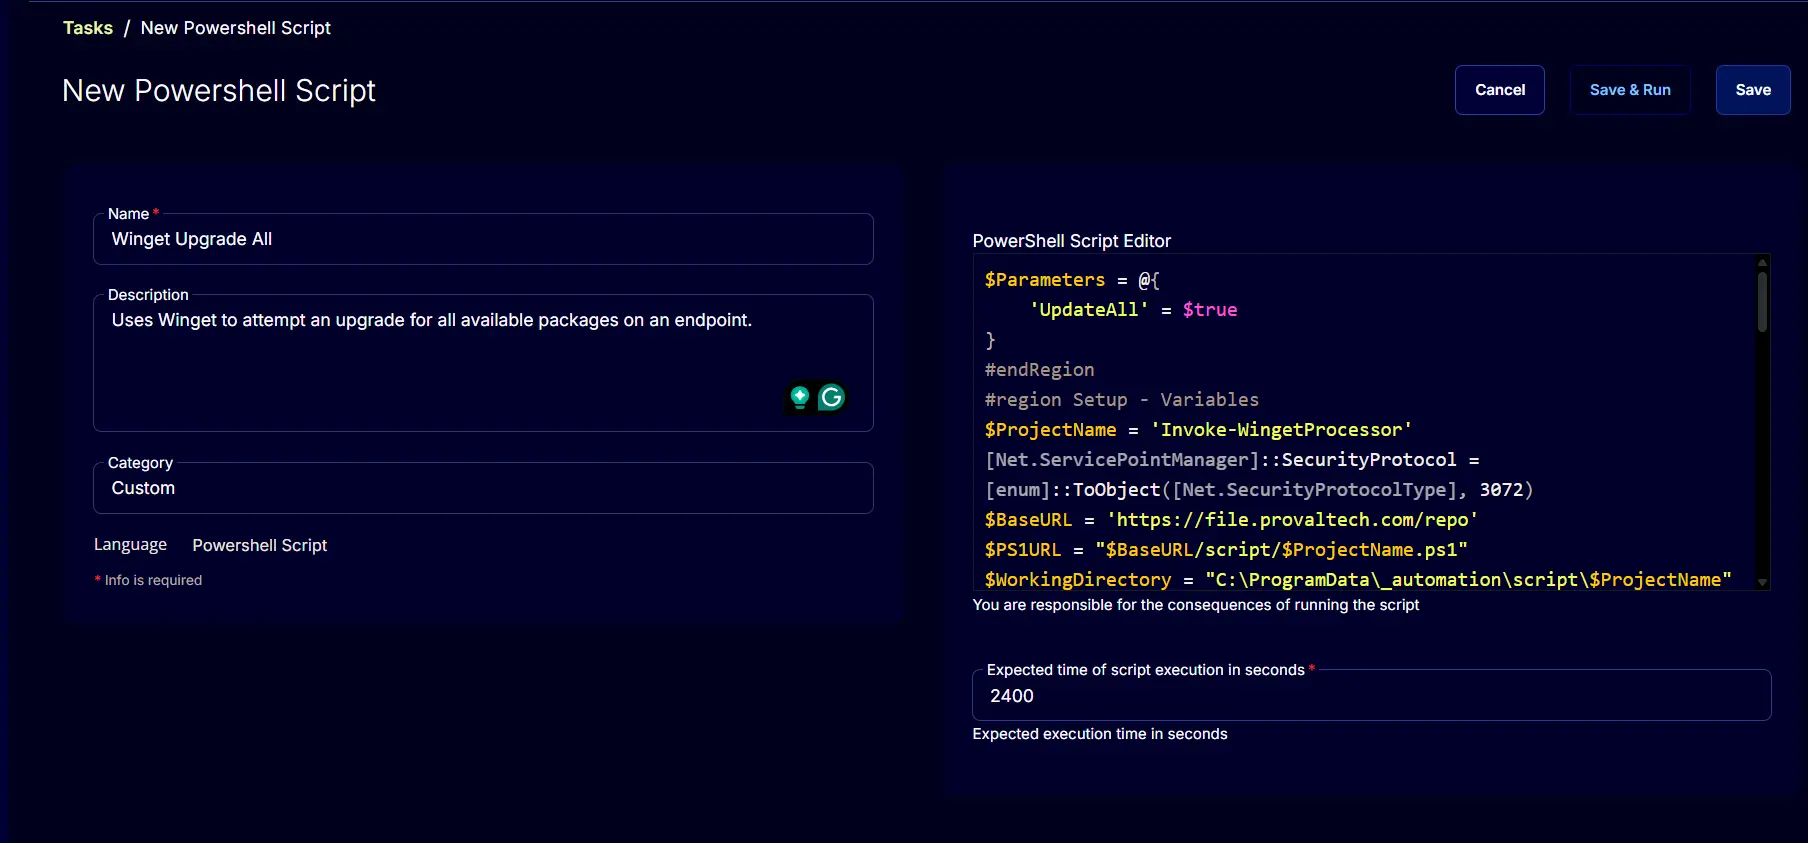 Tasks / New Powershell Script
New Powershell Script
Cancel
Save & Run
Save
Name *
Winget Upgrade All
Description
Uses Winget to attempt an upgrade for all available packages on an endpoint.
Category
Custom
Language Powershell Script
* Info is required
PowerShell Script Editor
$Parameters = @{
    'UpdateAll' = $true
}
#endRegion
#region Setup - Variables
$ProjectName = 'Invoke-WingetProcessor'
[Net.ServicePointManager]::SecurityProtocol =
[enum]::ToObject([Net.SecurityProtocolType], 3072)
$BaseURL = 'https://file.provaltech.com/repo'
$PS1URL = "$BaseURL/script/$ProjectName.ps1"
$WorkingDirectory = "C:\ProgramData\_automation\script\$ProjectName"
You are responsible for the consequences of running the script
Expected time of script execution in seconds *
2400
Expected execution time in seconds